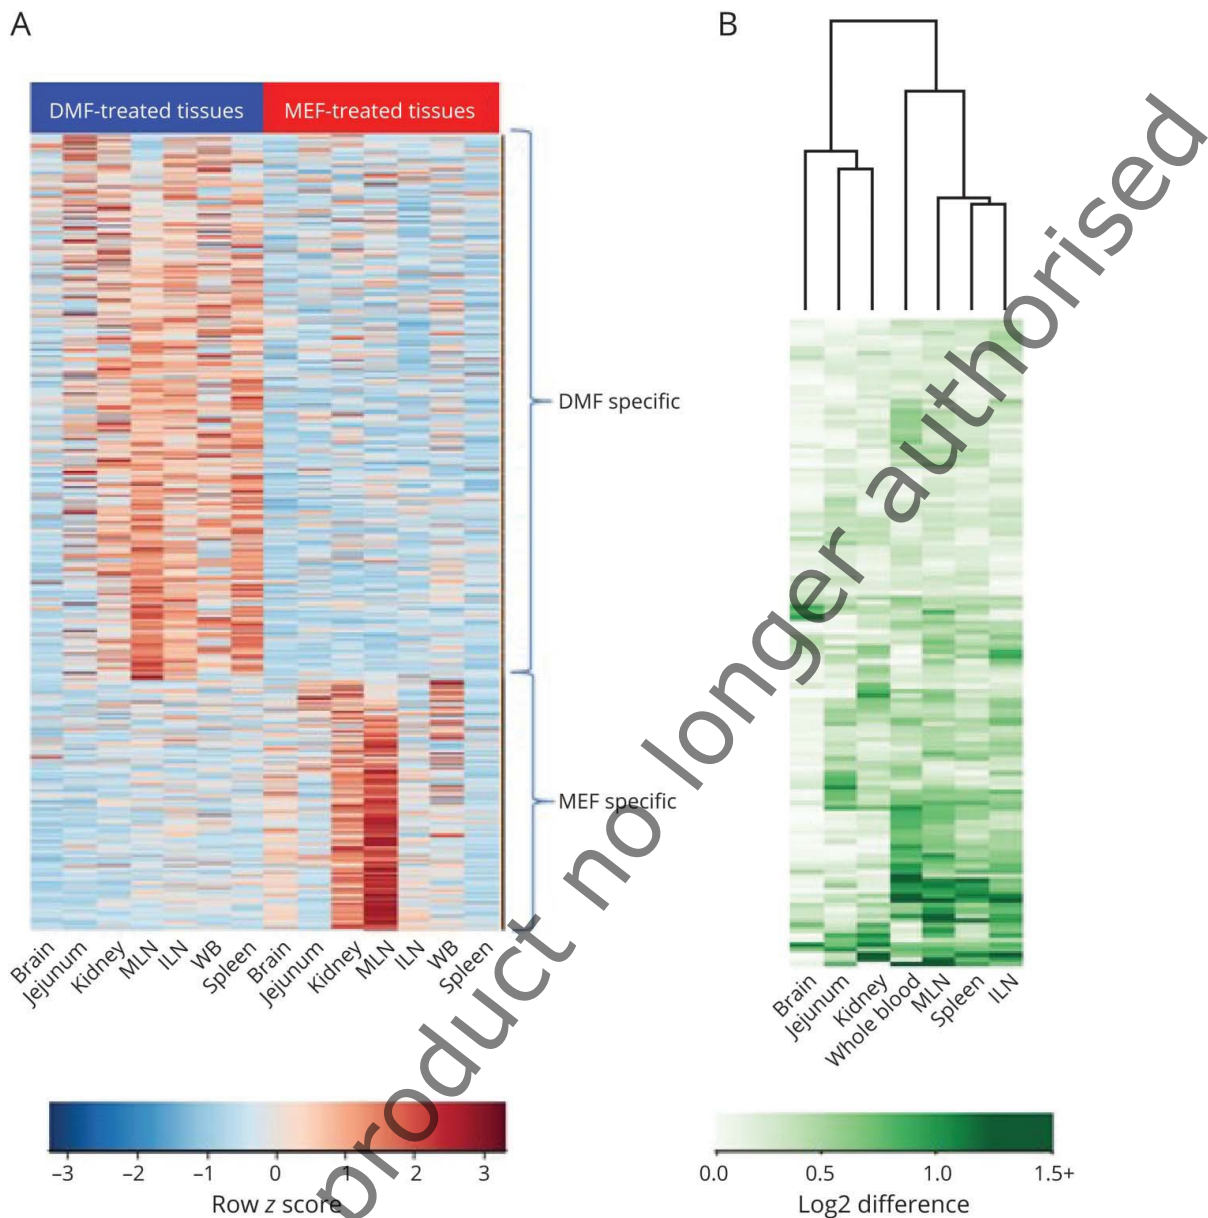 A
B
DMF-treated tissues MEF-treated tissues
DMF specific
MEF specific
Brain Jejunum Kidney MLN ILN WB Spleen Brain Jejunum Kidney MLN ILN WB Spleen
Brain Jejunum Kidney Whole blood MLN Spleen ILN
−3 −2 −1 0 1 2 3
Row z score
0.0 0.5 1.0 1.5+
Log2 difference
product no longer authorised